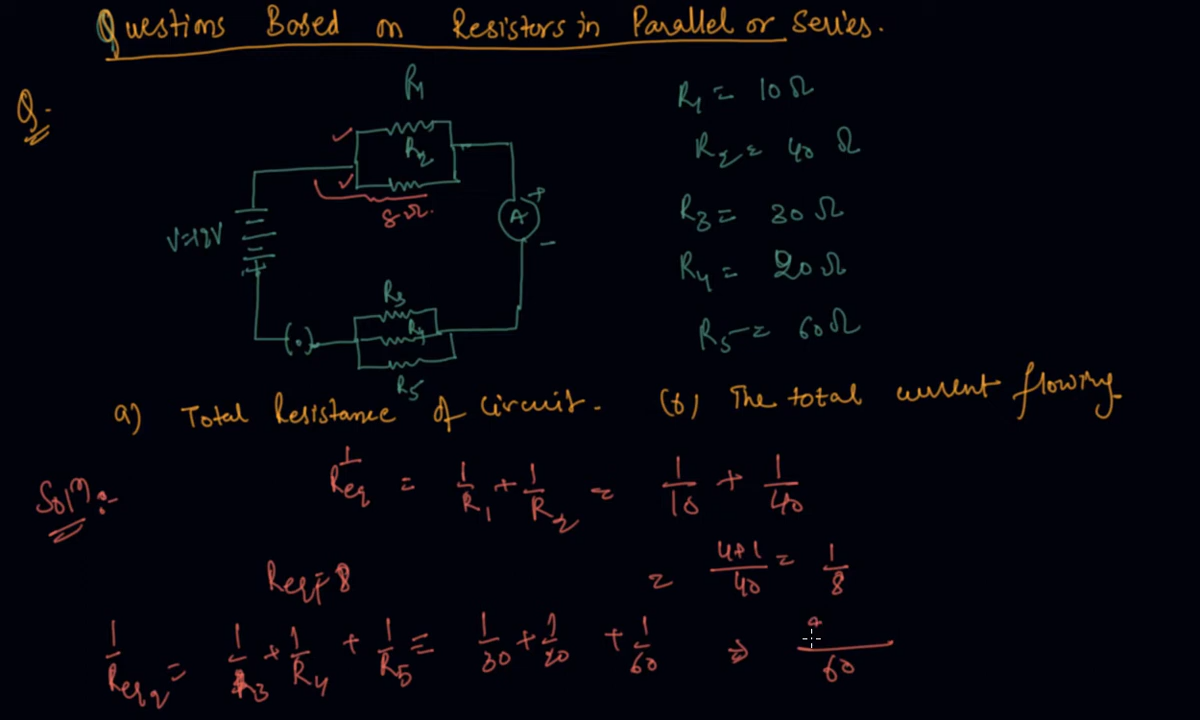 Questions Based on Resistors in Parallel or Series.
Q.
R1
R2
8Ω.
V=12V
A
+
-
R3
R4
R5
(.)
R1 = 10 Ω
R2 = 40 Ω
R3 = 30 Ω
R4 = 20 Ω
R5 = 60 Ω
a) Total Resistance of Circuit. (b) The total current flowing
Soln:-
1/Req = 1/R1 + 1/R2 = 1/10 + 1/40
= 4+1/40 = 1/8
Req1 = 8
1/Req2 = 1/R3 + 1/R4 + 1/R5 = 1/30 + 1/20 + 1/60 ⇒ /60